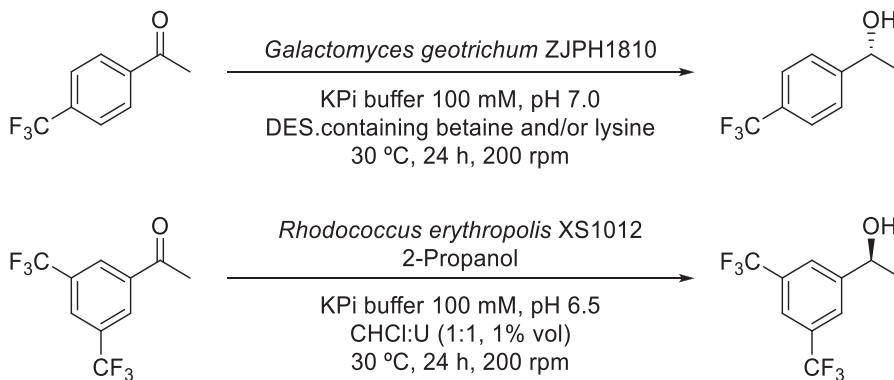 O
OH
Galactomyces geotrichum ZJPH1810
KPi buffer 100 mM, pH 7.0
DES.containing betaine and/or lysine
30 ºC, 24 h, 200 rpm
F₃C
F₃C
O
OH
Rhodococcus erythropolis XS1012
2-Propanol
F₃C
F₃C
KPi buffer 100 mM, pH 6.5
CHCl:U (1:1, 1% vol)
30 ºC, 24 h, 200 rpm
CF₃
CF₃